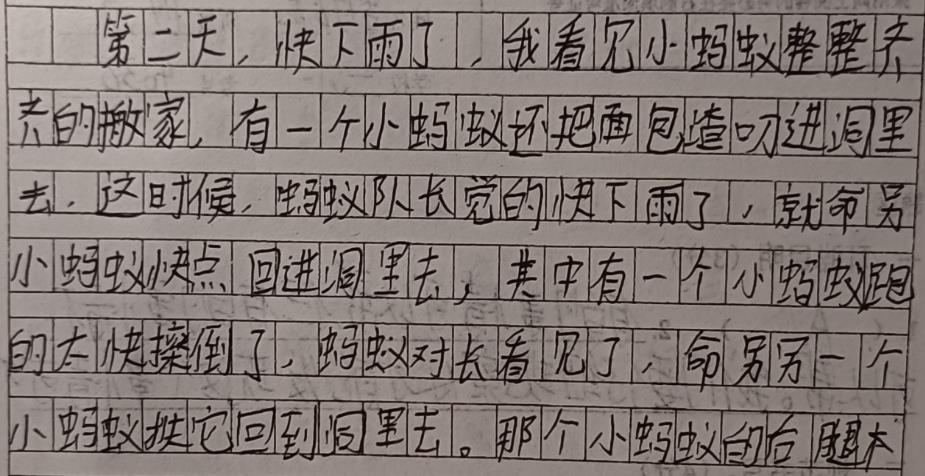 第二天，快下雨了，我看见小蚂蚁整整齐
齐的搬家，有一个小蚂蚁还把面包渣叨进洞里
去，这时候，蚂蚁队长觉的快下雨了，就命另
小蚂蚁快点回进洞里去，其中有一个小蚂蚁跑
的太快摔倒了，蚂蚁对长看见了，命另另一个
小蚂蚁扶它回到洞里去。那个小蚂蚁的右腿本